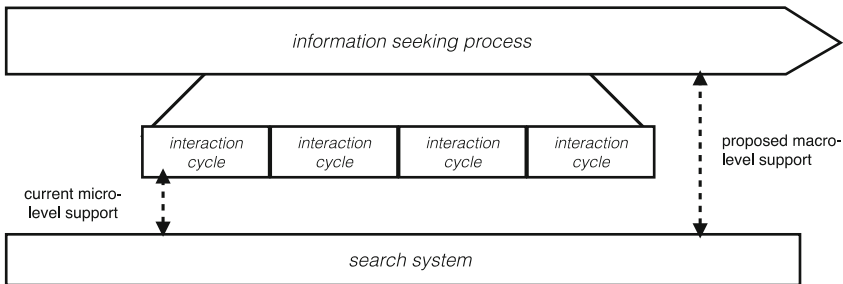 information seeking process
interaction
cycle
interaction
cycle
interaction
cycle
interaction
cycle
proposed macro-
level support
current micro-
level support
search system